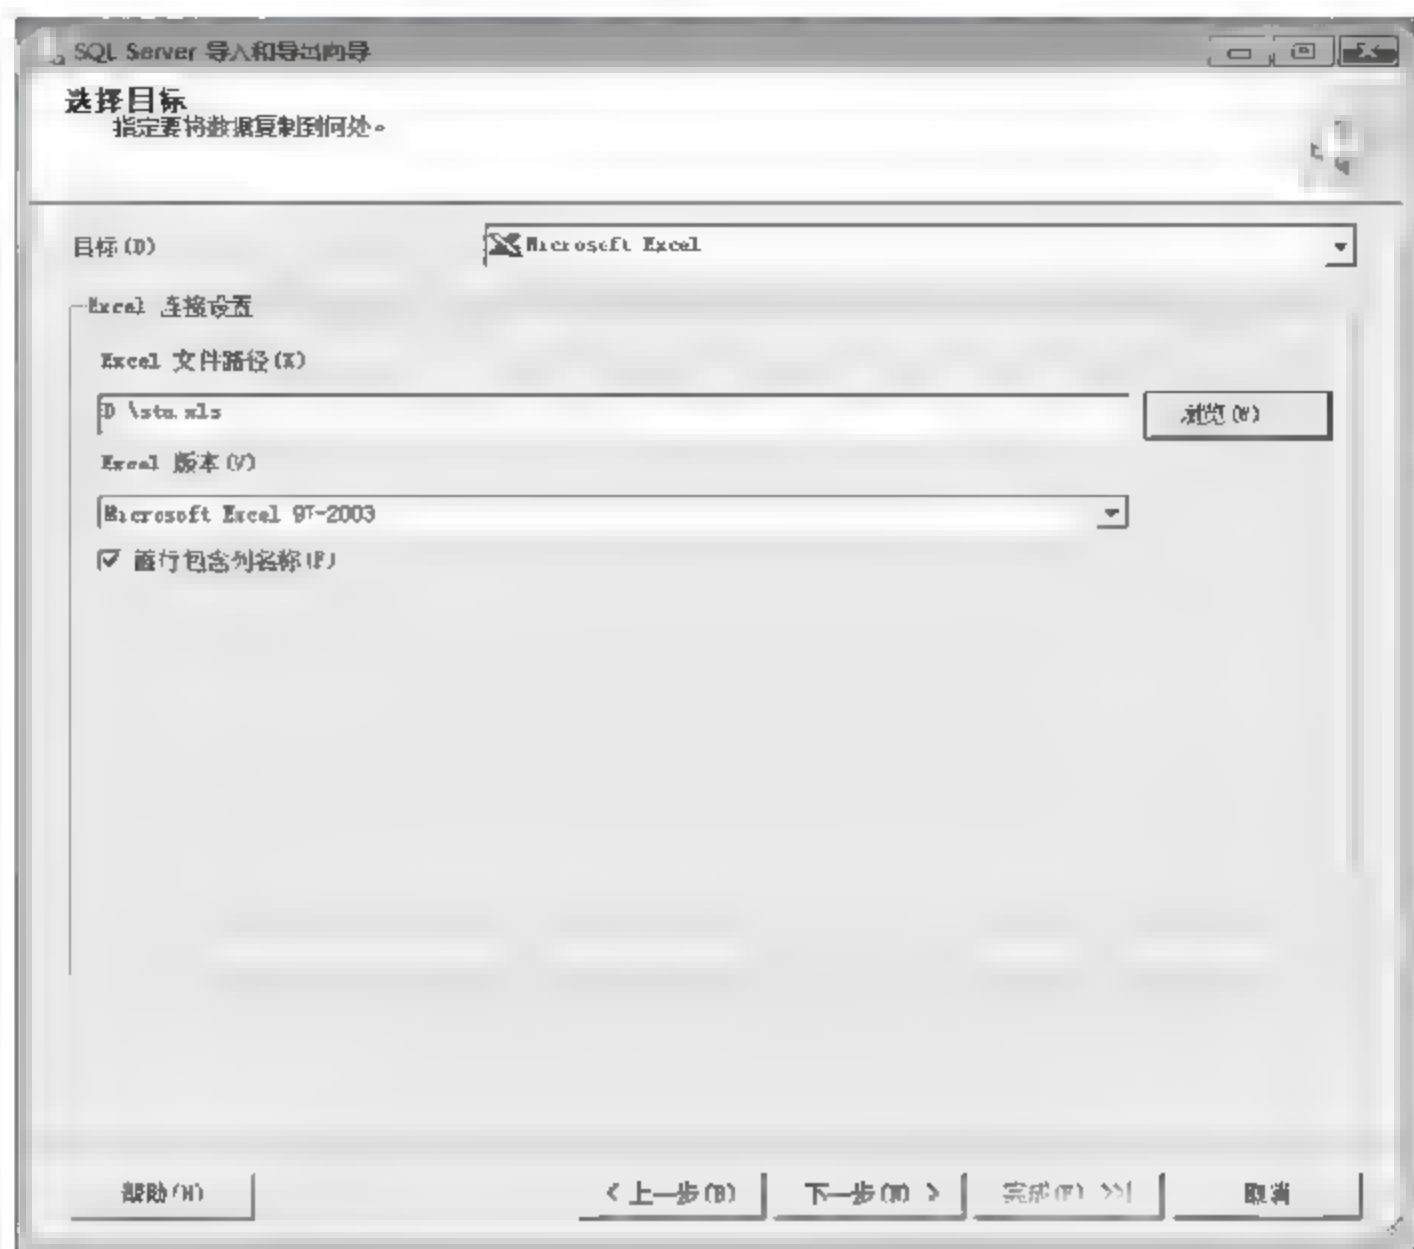 SQL Server 导入和导出向导
选择目标
指定要将数据复制到何处。
目标(D)
Microsoft Excel
Excel 连接设置
Excel 文件路径(X)
D:\stu.xls
浏览(W)
Excel 版本(V)
Microsoft Excel 97-2003
首行包含列名称(F)
帮助(H)
< 上一步(B)
下一步(N) >
完成(F) >>|
取消